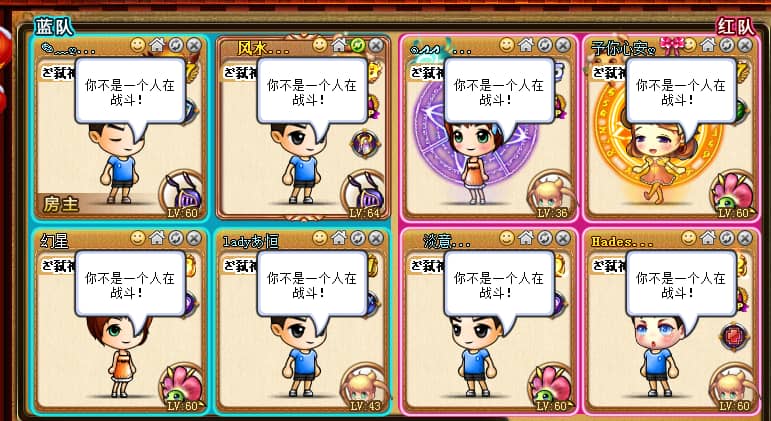 蓝队
红队
风水...
子你心安ღ
你不是一个人在
战斗!
你不是一个人在
战斗!
你不是一个人在
战斗!
你不是一个人在
战斗!
房主
LV:60
LV:64
LV:36
LV:60
幻星
ladyあ恒
淡意...
Hades...
你不是一个人在
战斗!
你不是一个人在
战斗!
你不是一个人在
战斗!
你不是一个人在
战斗!
LV:60
LV:43
LV:60
LV:60